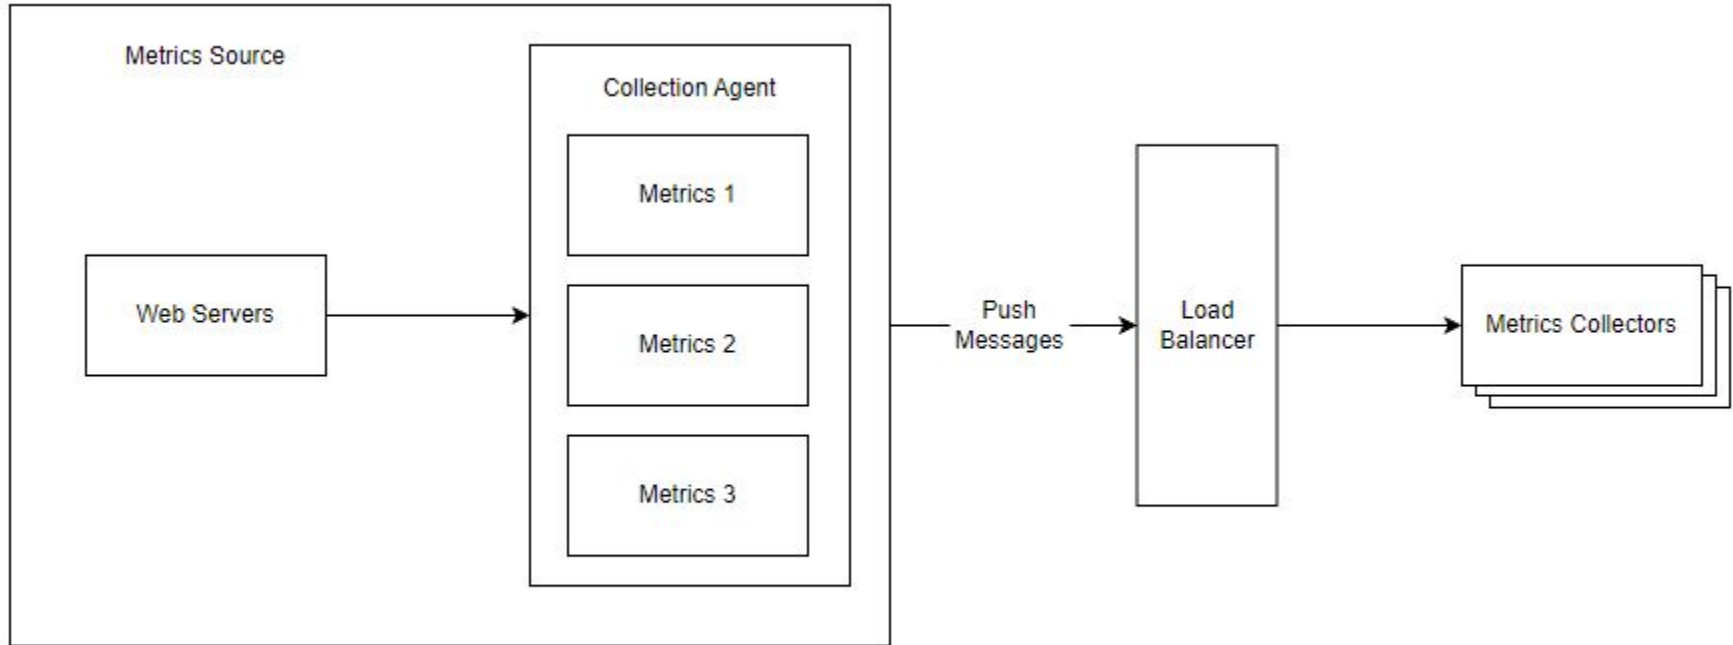 Metrics Source
Collection Agent
Metrics 1
Metrics 2
Metrics 3
Web Servers
Push
Messages
Load
Balancer
Metrics Collectors